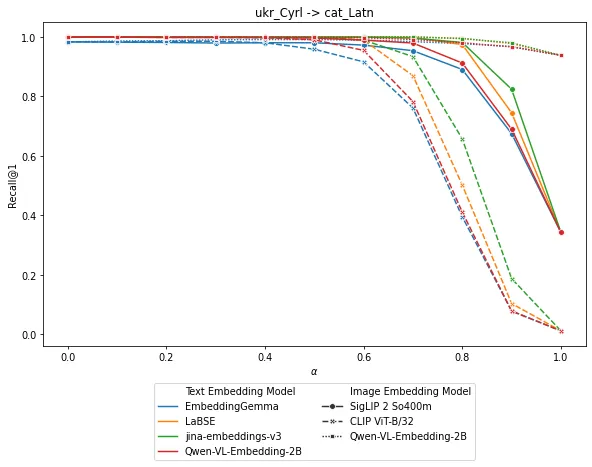 ukr_Cyrl -> cat_Latn
Recall@1
1.0
0.8
0.6
0.4
0.2
0.0
0.0 0.2 0.4 0.6 0.8 1.0
α
Text Embedding Model
EmbeddingGemma
LaBSE
jina-embeddings-v3
Qwen-VL-Embedding-2B
Image Embedding Model
SigLIP 2 So400m
CLIP ViT-B/32
Qwen-VL-Embedding-2B